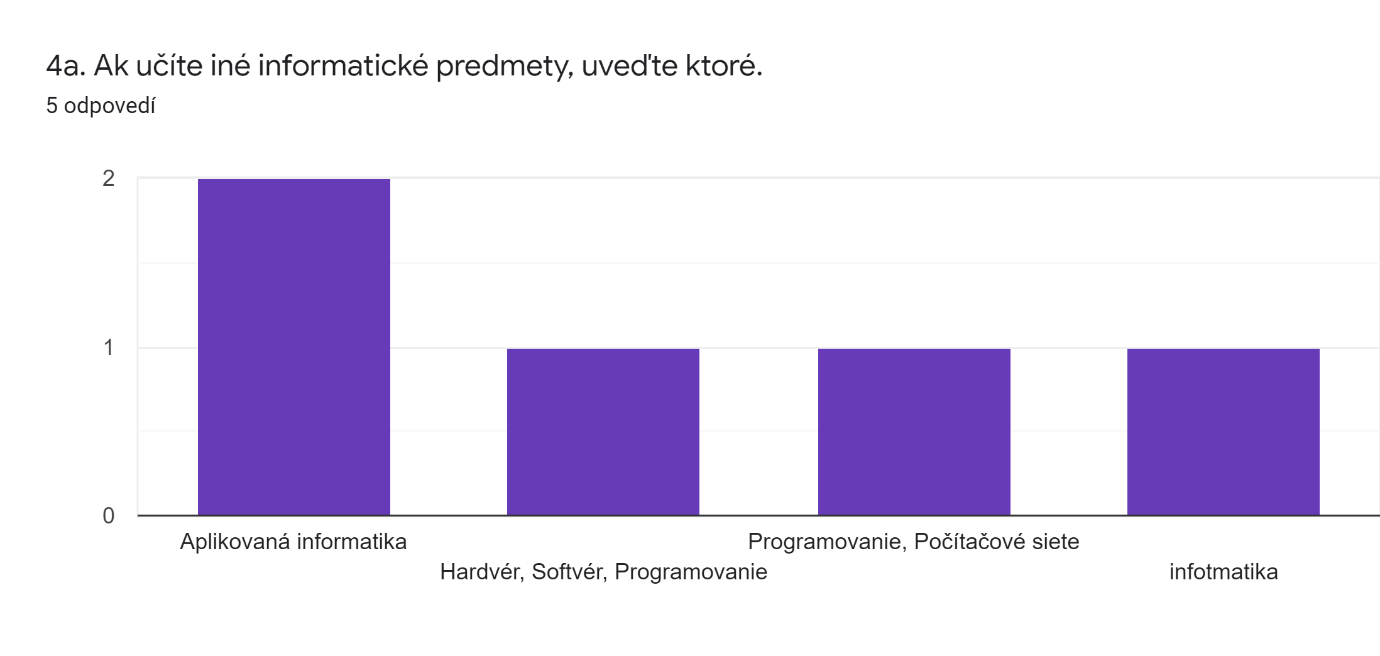 4a. Ak učíte iné informatické predmety, uveďte ktoré.
5 odpovedí
2
1
0
Aplikovaná informatika
Hardvér, Softvér, Programovanie
Programovanie, Počítačové siete
infotmatika